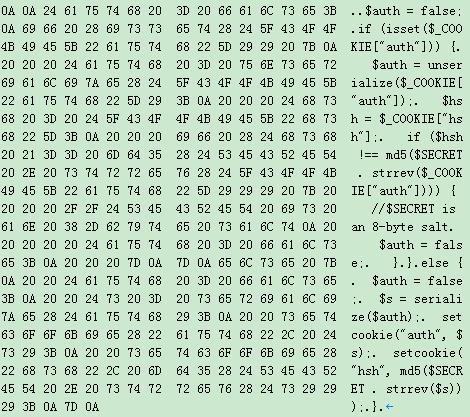 0A 0A 24 61 75 74 68 20 3D 20 66 61 6C 73 65 3B ..$auth = false;
0A 69 66 20 28 69 73 73 65 74 28 24 5F 43 4F 4F .if (isset($_COO
4B 49 45 5B 22 61 75 74 68 22 5D 29 29 20 7B 0A KIE["auth"])) {.
20 20 20 24 61 75 74 68 20 3D 20 75 6E 73 65 72    $auth = unser
69 61 6C 69 7A 65 28 24 5F 43 4F 4F 4B 49 45 5B ialize($_COOKIE[
22 61 75 74 68 22 5D 29 3B 0A 20 20 20 24 68 73 "auth"]);.   $hs
68 20 3D 20 24 5F 43 4F 4F 4B 49 45 5B 22 68 73 h = $_COOKIE["hs
68 22 5D 3B 0A 20 20 20 69 66 20 28 24 68 73 68 h"];.   if ($hsh
20 21 3D 3D 20 6D 64 35 28 24 53 45 43 52 45 54  !== md5($SECRET
20 2E 20 73 74 72 72 65 76 28 24 5F 43 4F 4F 4B  . strrev($_COOK
49 45 5B 22 61 75 74 68 22 5D 29 29 29 20 7B 20 IE["auth"]))) { 
20 20 20 2F 2F 24 53 45 43 52 45 54 20 69 73 20    //$SECRET is 
61 6E 20 38 2D 62 79 74 65 20 73 61 6C 74 0A 20 an 8-byte salt. 
20 20 20 20 24 61 75 74 68 20 3D 20 66 61 6C 73     $auth = fals
65 3B 0A 20 20 20 7D 0A 7D 0A 65 6C 73 65 20 7B e;.   }.}.else {
0A 20 20 24 61 75 74 68 20 3D 20 66 61 6C 73 65 .  $auth = false
3B 0A 20 20 24 73 20 3D 20 73 65 72 69 61 6C 69 ;.  $s = seriali
7A 65 28 24 61 75 74 68 29 3B 0A 20 20 73 65 74 ze($auth);.  set
63 6F 6F 6B 69 65 28 22 61 75 74 68 22 2C 20 24 cookie("auth", $
73 29 3B 0A 20 20 73 65 74 63 6F 6F 6B 69 65 28 s);.  setcookie(
22 68 73 68 22 2C 20 6D 64 35 28 24 53 45 43 52 "hsh", md5($SECR
45 54 20 2E 20 73 74 72 72 65 76 28 24 73 29 29 ET . strrev($s))
29 3B 0A 7D 0A );.}.←